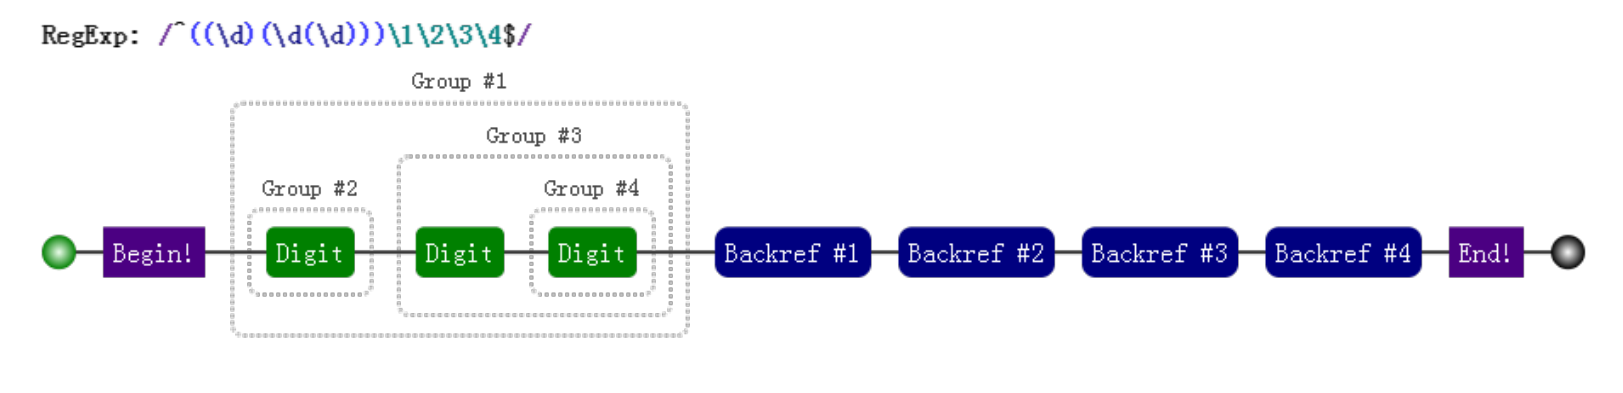 RegExp: /^((\d)(\d(\d)))\1\2\3\4$/
Group #1
Group #3
Group #2 Group #4
Begin! Digit Digit Digit Backref #1 Backref #2 Backref #3 Backref #4 End!